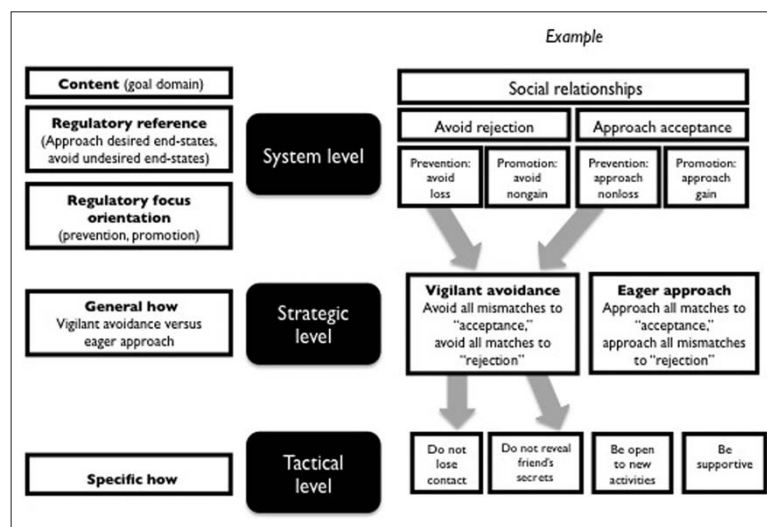 Example
Content (goal domain)
Regulatory reference
(Approach desired end-states,
avoid undesired end-states)
Regulatory focus
orientation
(prevention, promotion)
System level
Social relationships
Avoid rejection
Approach acceptance
Prevention:
avoid
loss
Promotion:
avoid
nongain
Prevention:
approach
nonloss
Promotion:
approach
gain
General how
Vigilant avoidance versus
eager approach
Strategic
level
Vigilant avoidance
Avoid all mismatches to
“acceptance,”
avoid all matches to
“rejection”
Eager approach
Approach all matches to
“acceptance,”
approach all mismatches
to “rejection”
Specific how
Tactical
level
Do not
lose
contact
Do not reveal
friend's
secrets
Be open
to new
activities
Be
supportive